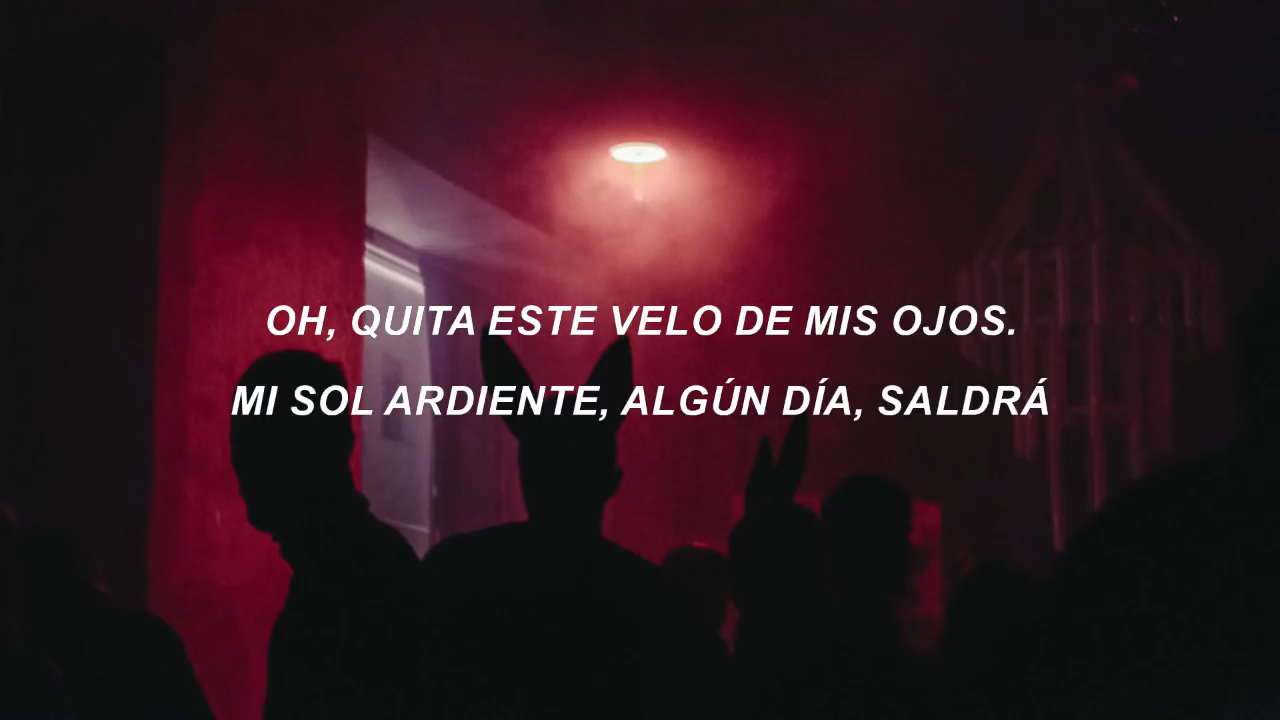 OH, QUITA ESTE VELO DE MIS OJOS.
MI SOL ARDIENTE, ALGÚN DÍA, SALDRÁ